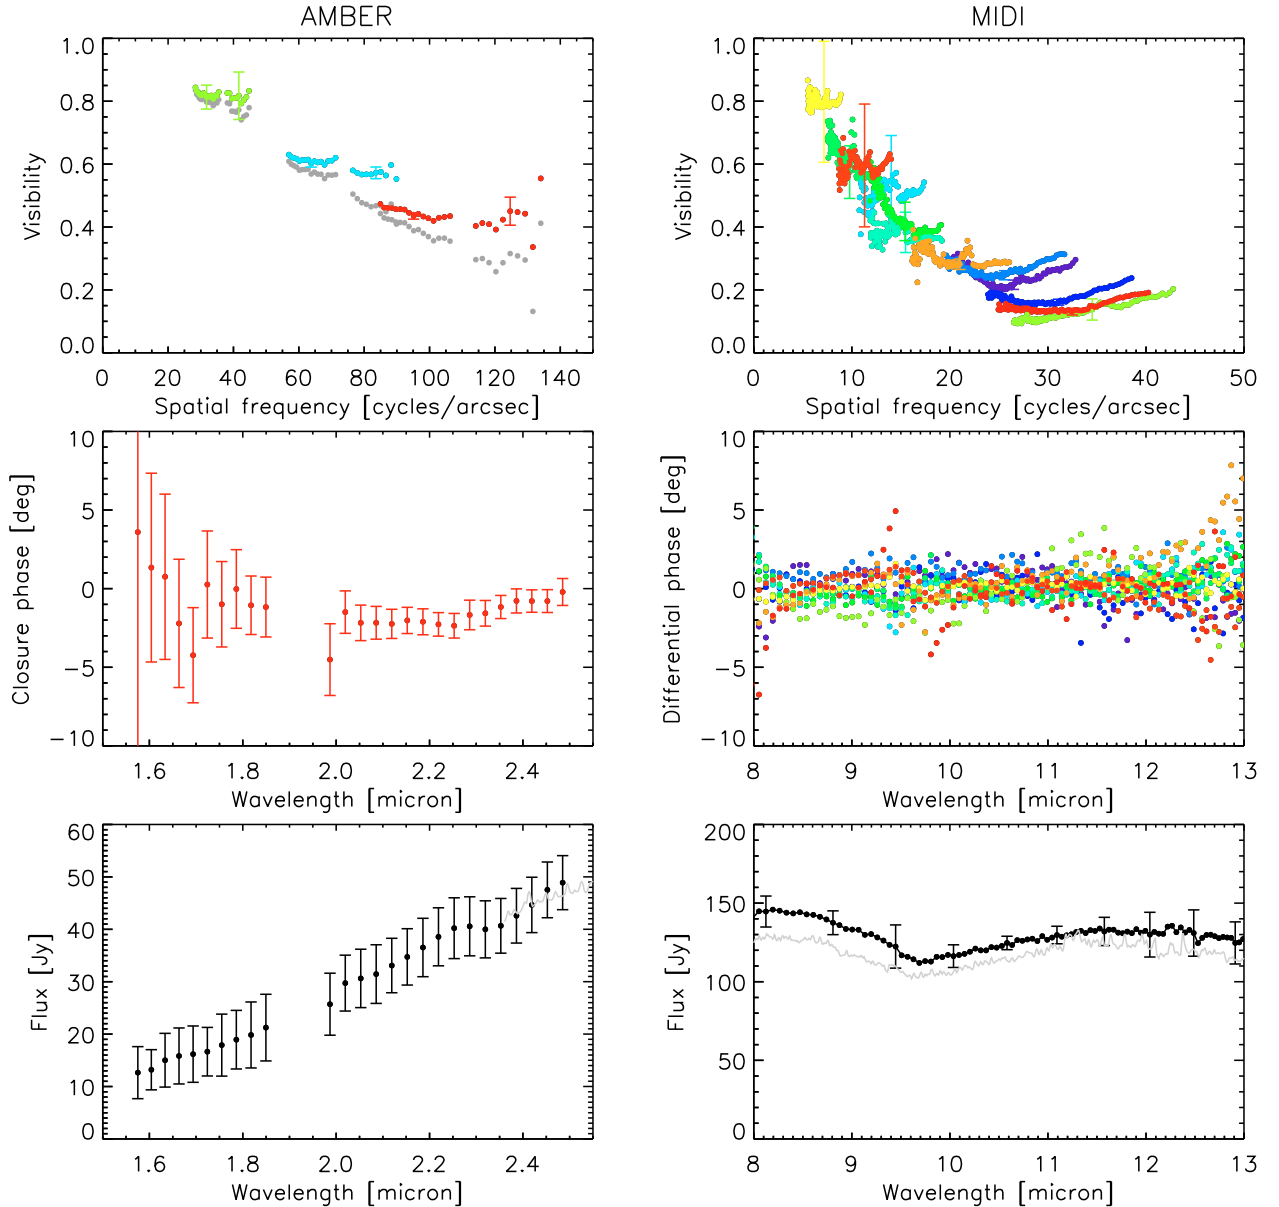 AMBER
MIDI
1.0
0.8
0.6
0.4
0.2
0.0
Visibility
0 20 40 60 80 100 120 140
Spatial frequency [cycles/arcsec]
1.0
0.8
0.6
0.4
0.2
0.0
Visibility
0 10 20 30 40 50
Spatial frequency [cycles/arcsec]
10
5
0
−5
−10
Closure phase [deg]
1.6 1.8 2.0 2.2 2.4
Wavelength [micron]
10
5
0
−5
−10
Differential phase [deg]
8 9 10 11 12 13
Wavelength [micron]
60
50
40
30
20
10
0
Flux [Jy]
1.6 1.8 2.0 2.2 2.4
Wavelength [micron]
200
150
100
50
0
Flux [Jy]
8 9 10 11 12 13
Wavelength [micron]